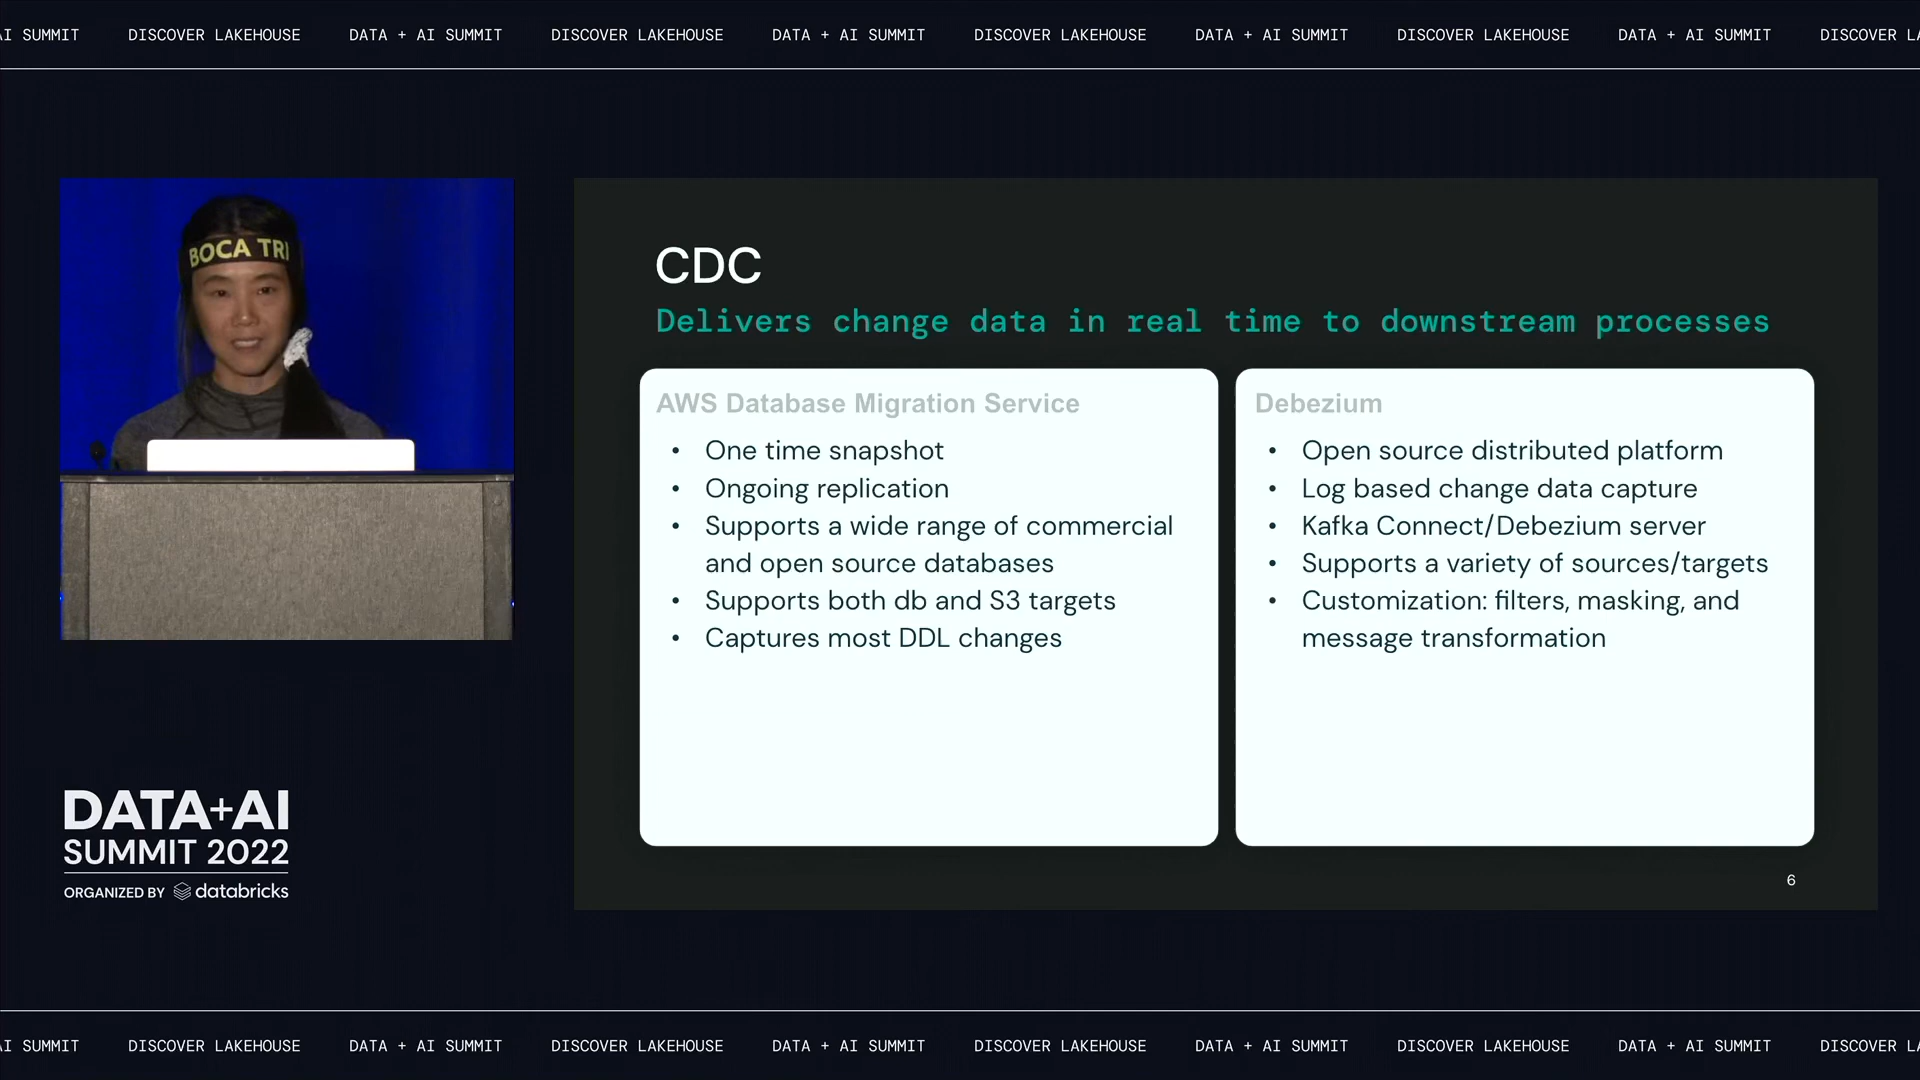 AI SUMMIT DISCOVER LAKEHOUSE DATA + AI SUMMIT DISCOVER LAKEHOUSE DATA + AI SUMMIT DISCOVER LAKEHOUSE DATA + AI SUMMIT DISCOVER LAKEHOUSE DATA + AI SUMMIT DISCOVER LA
BOCA TRI
CDC
Delivers change data in real time to downstream processes
AWS Database Migration Service
• One time snapshot
• Ongoing replication
• Supports a wide range of commercial
and open source databases
• Supports both db and S3 targets
• Captures most DDL changes
Debezium
• Open source distributed platform
• Log based change data capture
• Kafka Connect/Debezium server
• Supports a variety of sources/targets
• Customization: filters, masking, and
message transformation
6
DATA+AI
SUMMIT 2022
ORGANIZED BY databricks
AI SUMMIT DISCOVER LAKEHOUSE DATA + AI SUMMIT DISCOVER LAKEHOUSE DATA + AI SUMMIT DISCOVER LAKEHOUSE DATA + AI SUMMIT DISCOVER LAKEHOUSE DATA + AI SUMMIT DISCOVER LA